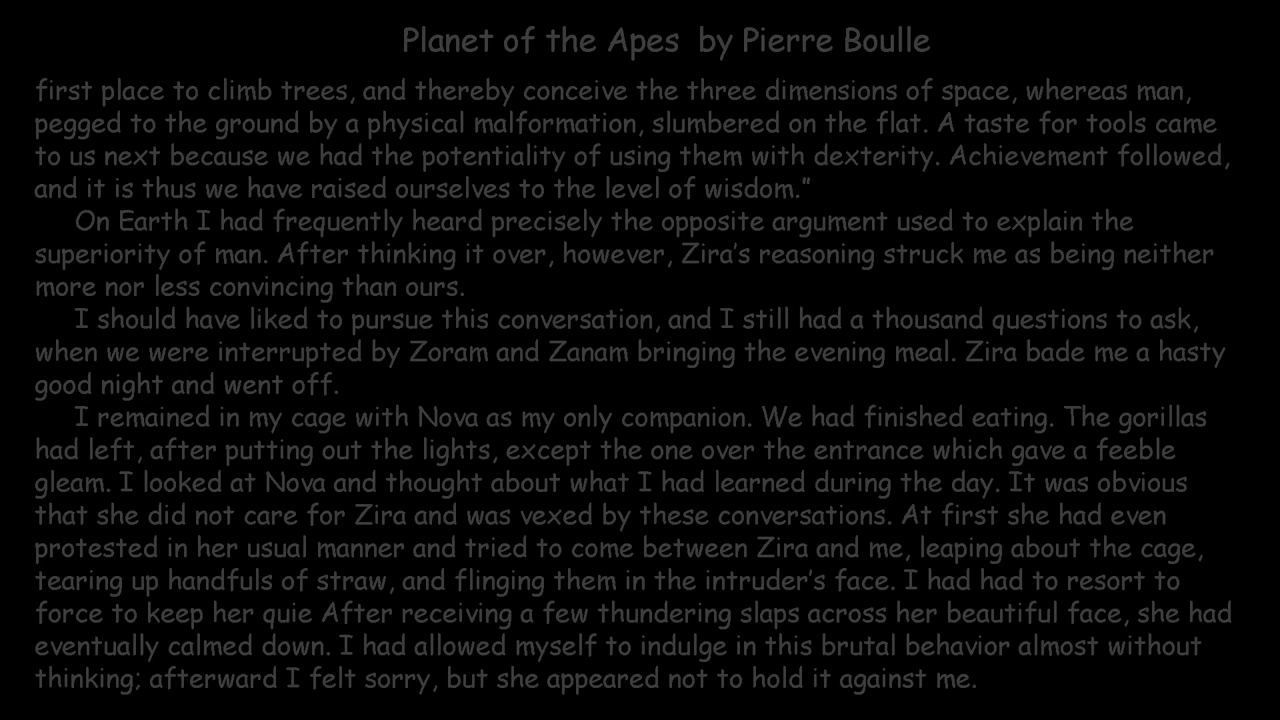 Planet of the Apes by Pierre Boulle
first place to climb trees, and thereby conceive the three dimensions of space, whereas man,
pegged to the ground by a physical malformation, slumbered on the flat. A taste for tools came
to us next because we had the potentiality of using them with dexterity. Achievement followed,
and it is thus we have raised ourselves to the level of wisdom.”
On Earth I had frequently heard precisely the opposite argument used to explain the
superiority of man. After thinking it over, however, Zira’s reasoning struck me as being neither
more nor less convincing than ours.
I should have liked to pursue this conversation, and I still had a thousand questions to ask,
when we were interrupted by Zoram and Zanam bringing the evening meal. Zira bade me a hasty
good night and went off.
I remained in my cage with Nova as my only companion. We had finished eating. The gorillas
had left, after putting out the lights, except the one over the entrance which gave a feeble
gleam. I looked at Nova and thought about what I had learned during the day. It was obvious
that she did not care for Zira and was vexed by these conversations. At first she had even
protested in her usual manner and tried to come between Zira and me, leaping about the cage,
tearing up handfuls of straw, and flinging them in the intruder’s face. I had had to resort to
force to keep her quie After receiving a few thundering slaps across her beautiful face, she had
eventually calmed down. I had allowed myself to indulge in this brutal behavior almost without
thinking; afterward I felt sorry, but she appeared not to hold it against me.